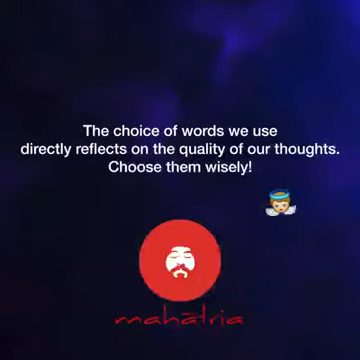 The choice of words we use
directly reflects on the quality of our thoughts.
Choose them wisely!
mahatria